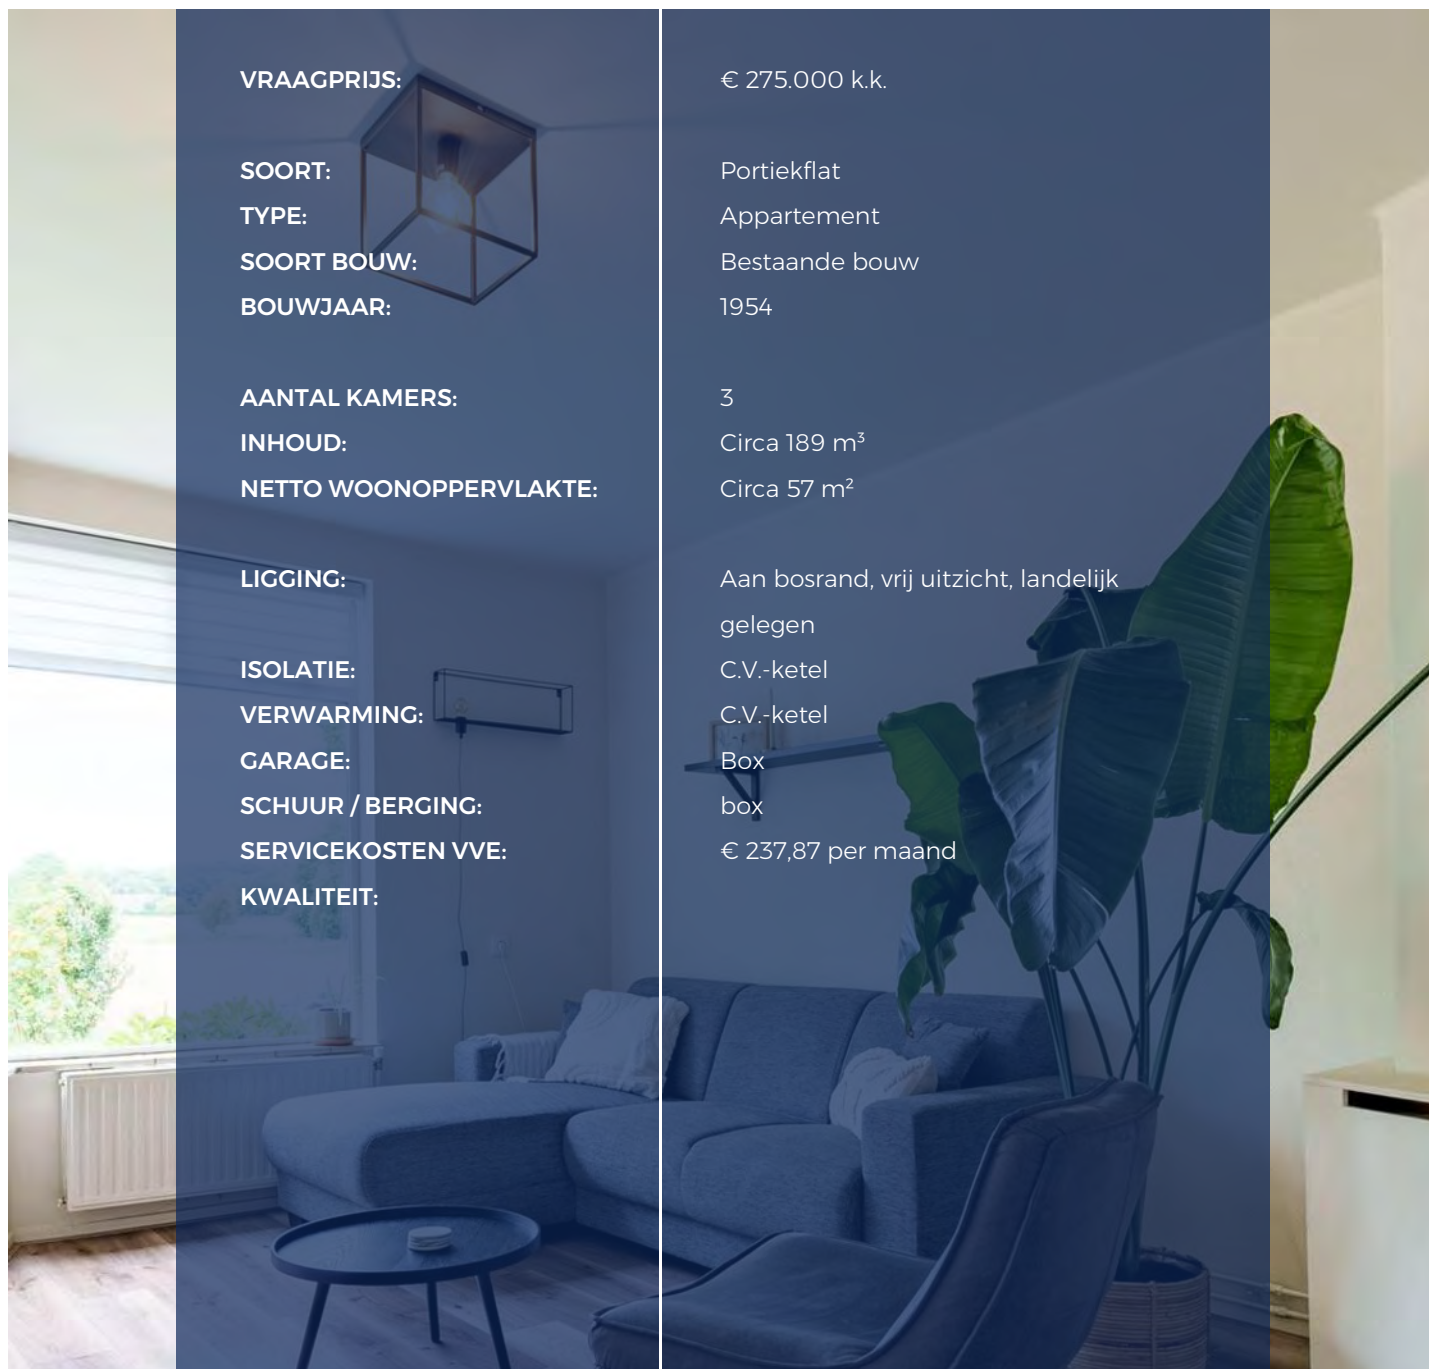 VRAAGPRIJS: € 275.000 k.k.
SOORT: Portiekflat
TYPE: Appartement
SOORT BOUW: Bestaande bouw
BOUWJAAR: 1954
AANTAL KAMERS: 3
INHOUD: Circa 189 m³
NETTO WOONOPPERVLAKTE: Circa 57 m²
LIGGING: Aan bosrand, vrij uitzicht, landelijk
gelegen
ISOLATIE: C.V.-ketel
VERWARMING: C.V.-ketel
GARAGE: Box
SCHUUR / BERGING: box
SERVICEKOSTEN VVE: € 237,87 per maand
KWALITEIT: